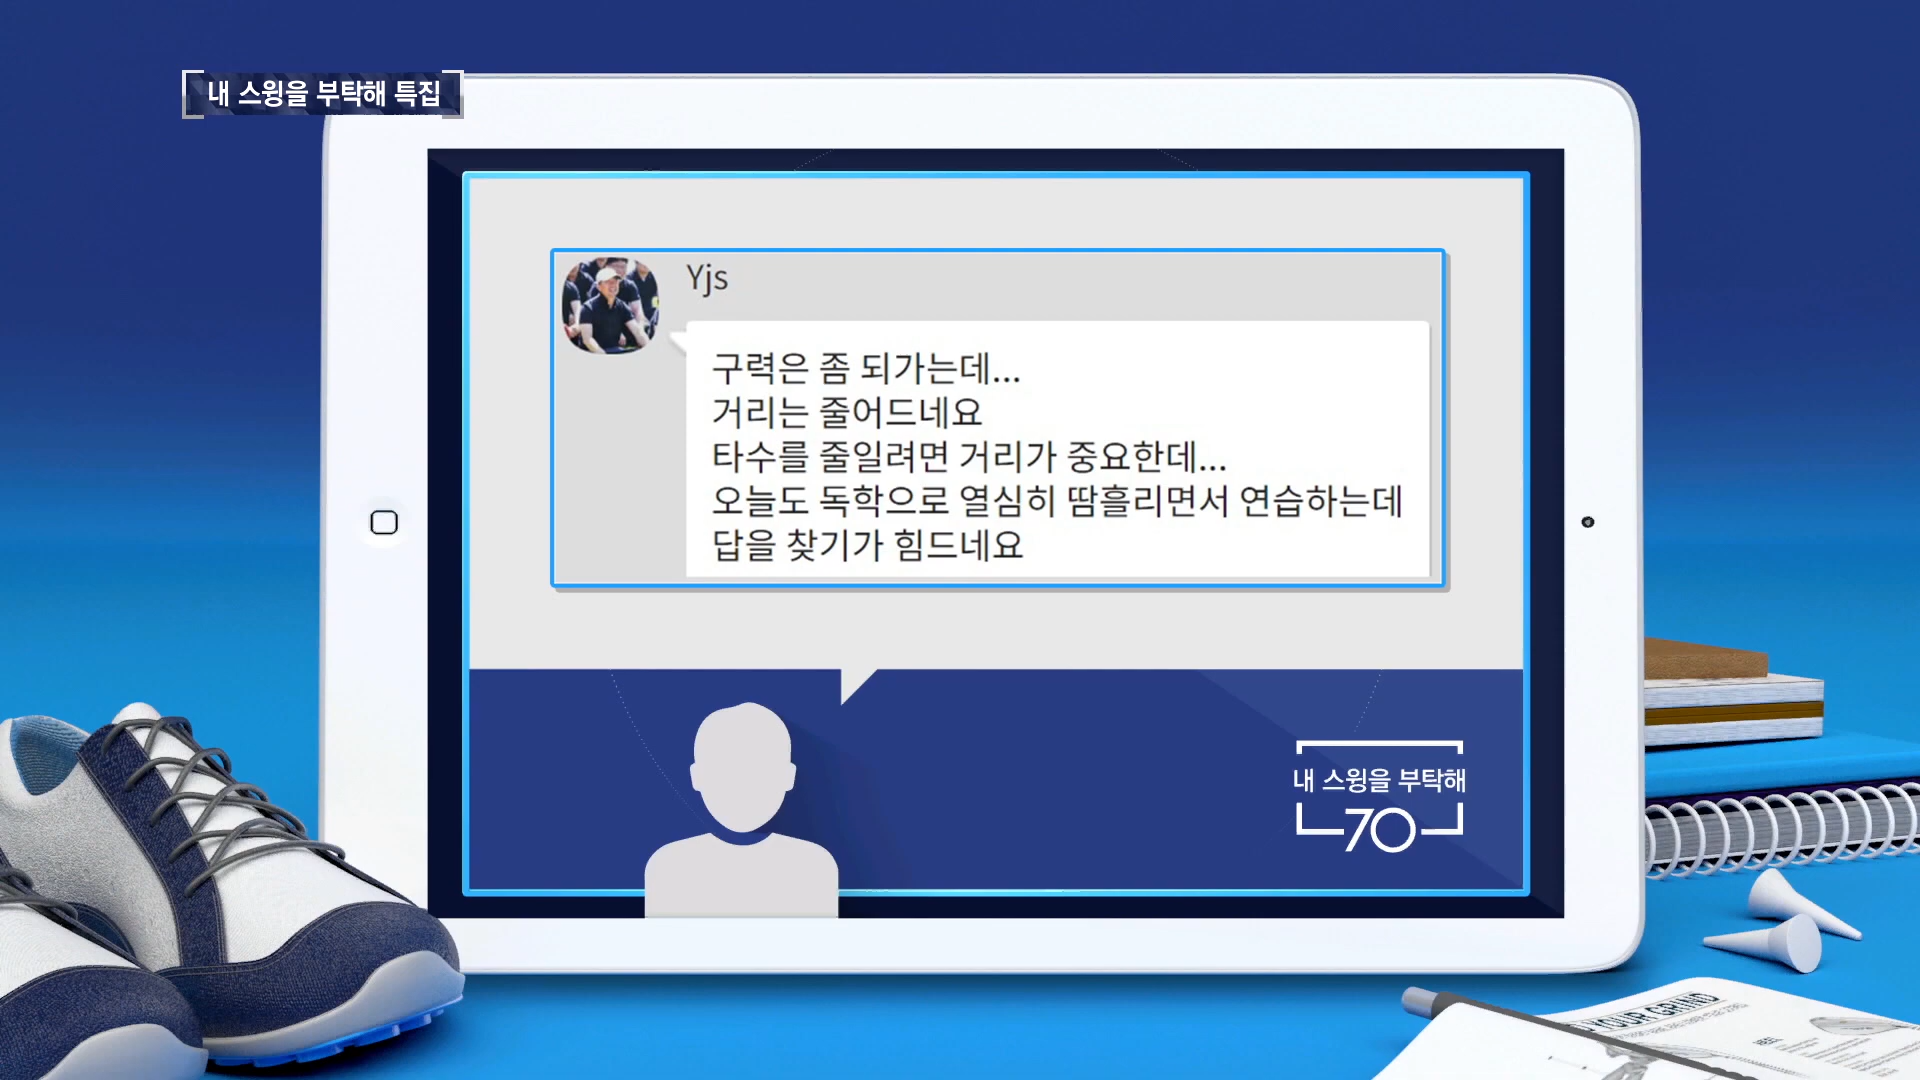 내 스윙을 부탁해 특집
Yjs
구력은 좀 되가는데...
거리는 줄어드네요
타수를 줄일려면 거리가 중요한데...
오늘도 독학으로 열심히 땀흘리면서 연습하는데
답을 찾기가 힘드네요
내 스윙을 부탁해
70
YOUR GRIND